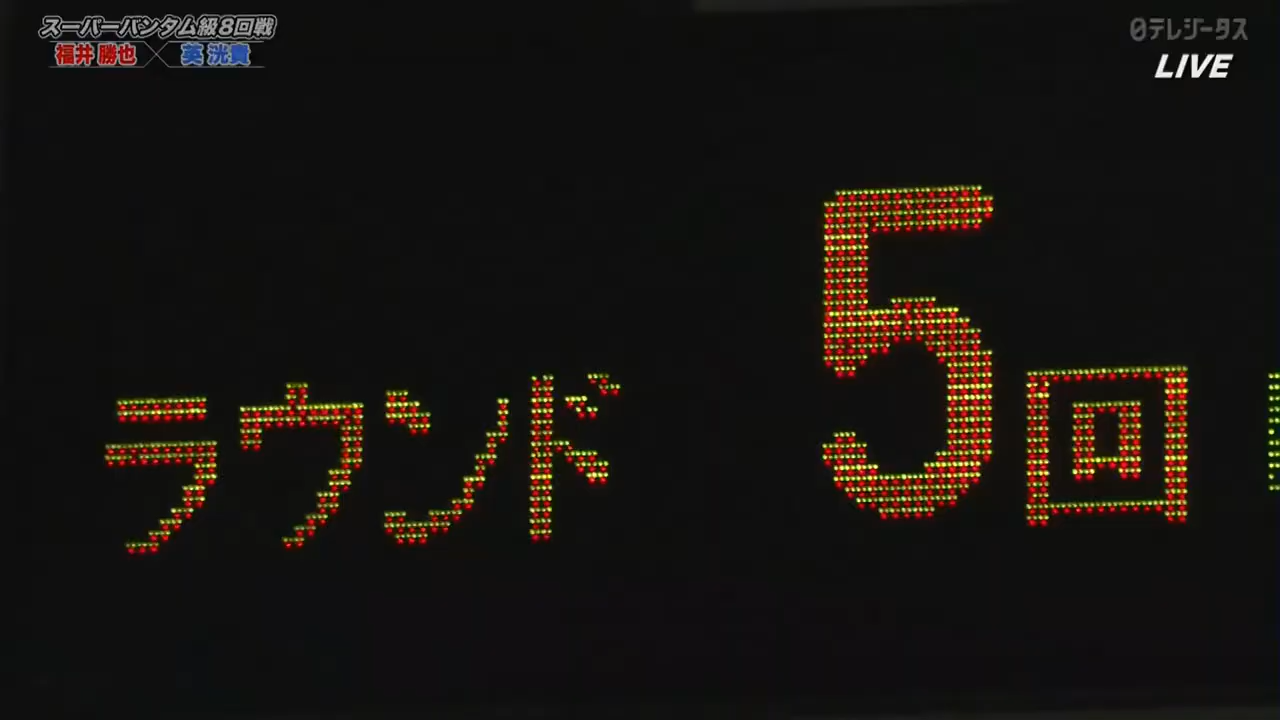 スーパーバンタム級8回戦
福井 勝也 × 英 洸貴
日テレジータス
LIVE
ラウンド 5回